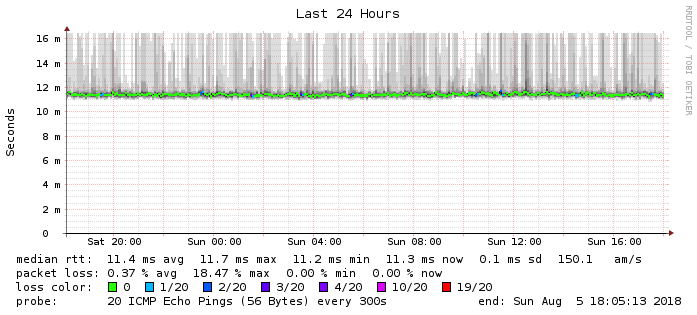 Last 24 Hours
RRDTOOL / TOBI OETIKER
Seconds
16 m
14 m
12 m
10 m
8 m
6 m
4 m
2 m
0
Sat 20:00 Sun 00:00 Sun 04:00 Sun 08:00 Sun 12:00 Sun 16:00
median rtt: 11.4 ms avg 11.7 ms max 11.2 ms min 11.3 ms now 0.1 ms sd 150.1 am/s
packet loss: 0.37 % avg 18.47 % max 0.00 % min 0.00 % now
loss color: 0 1/20 2/20 3/20 4/20 10/20 19/20
probe: 20 ICMP Echo Pings (56 Bytes) every 300s end: Sun Aug 5 18:05:13 2018